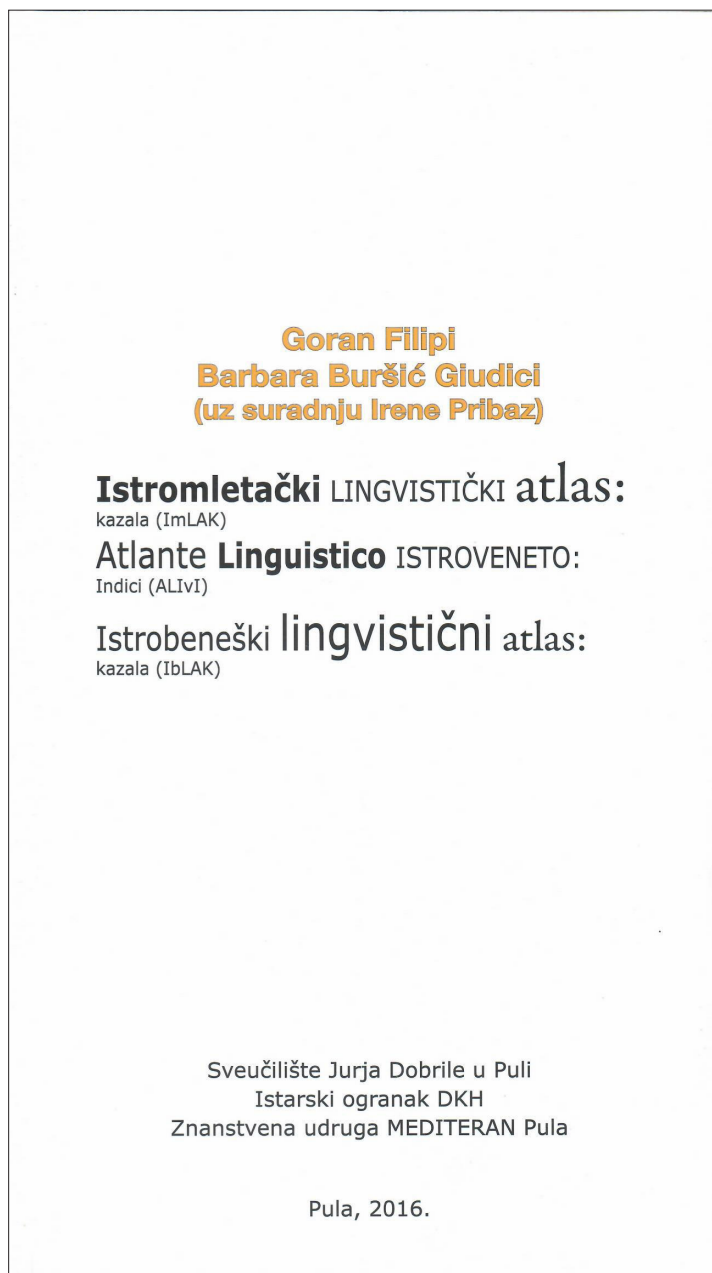 Goran Filipi
Barbara Buršić Giudici
(uz suradnju Irene Pribaz)
Istromletački LINGVISTIČKI atlas:
kazala (ImLAK)
Atlante Linguistico ISTROVENETO:
Indici (ALIvI)
Istrobeneški lingvistični atlas:
kazala (IbLAK)
Sveučilište Jurja Dobrile u Puli
Istarski ogranak DKH
Znanstvena udruga MEDITERAN Pula
Pula, 2016.